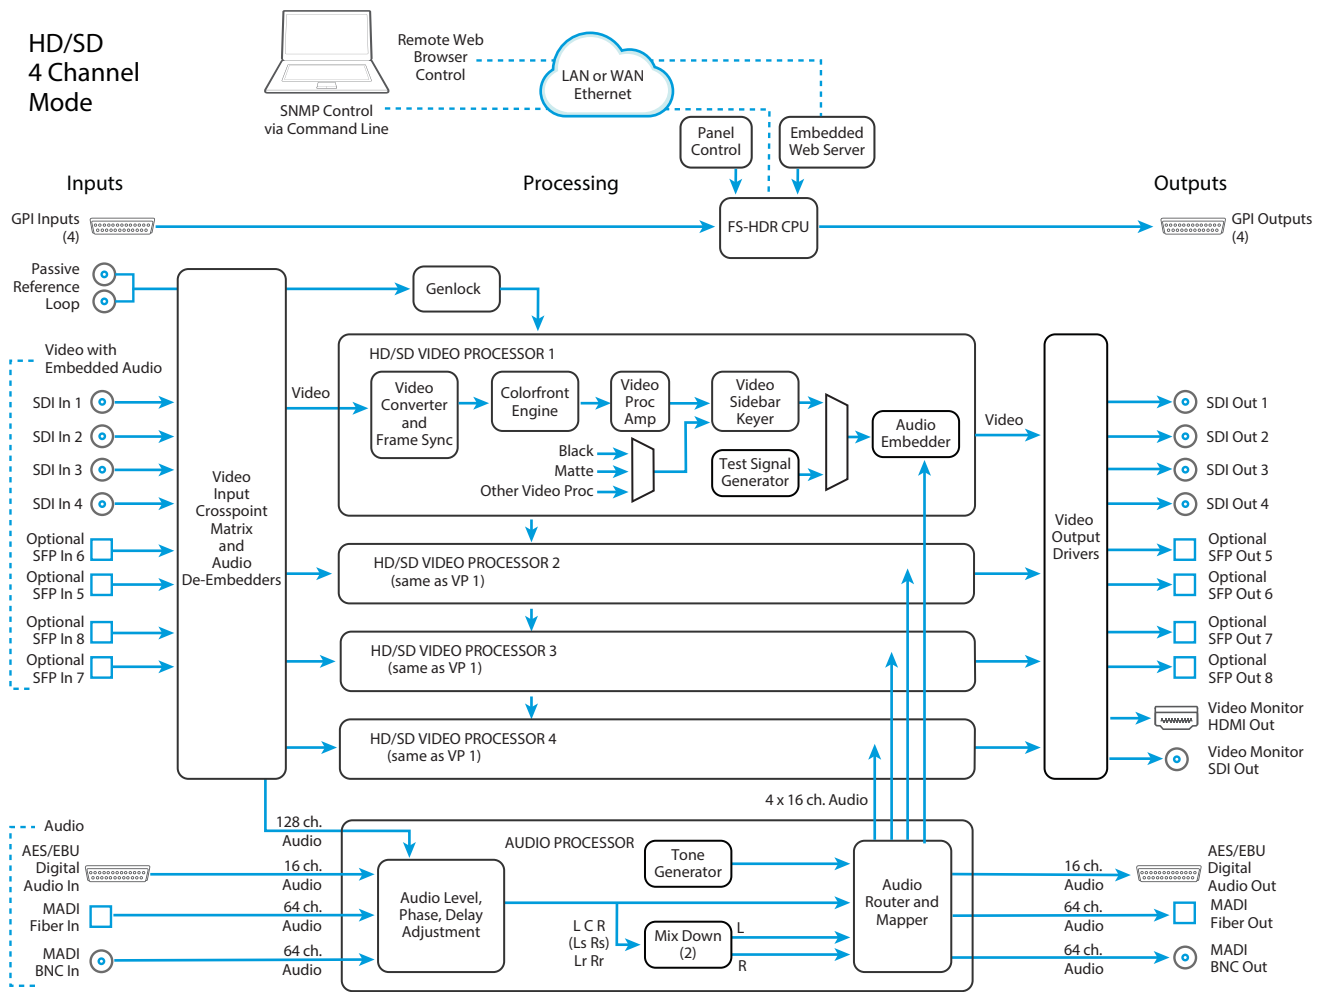 HD/SD
4 Channel
Mode
Remote Web
Browser
Control
LAN or WAN
Ethernet
SNMP Control
via Command Line
Panel
Control
Embedded
Web Server
Inputs
Processing
Outputs
GPI Inputs
(4)
FS-HDR CPU
GPI Outputs
(4)
Passive
Reference
Loop
Genlock
Video with
Embedded Audio
SDI In 1
SDI In 2
SDI In 3
SDI In 4
Optional
SFP In 6
Optional
SFP In 5
Optional
SFP In 8
Optional
SFP In 7
Video
Input
Crosspoint
Matrix
and
Audio
De-Embedders
Video
HD/SD VIDEO PROCESSOR 1
Video
Converter
and
Frame Sync
Colorfront
Engine
Video
Proc
Amp
Video
Sidebar
Keyer
Black
Matte
Other Video Proc
Test Signal
Generator
Audio
Embedder
Video
HD/SD VIDEO PROCESSOR 2
(same as VP 1)
HD/SD VIDEO PROCESSOR 3
(same as VP 1)
HD/SD VIDEO PROCESSOR 4
(same as VP 1)
Video
Output
Drivers
SDI Out 1
SDI Out 2
SDI Out 3
SDI Out 4
Optional
SFP Out 5
Optional
SFP Out 6
Optional
SFP Out 7
Optional
SFP Out 8
Video Monitor
HDMI Out
Video Monitor
SDI Out
4 x 16 ch. Audio
Audio
AES/EBU
Digital
Audio In
MADI
Fiber In
MADI
BNC In
128 ch.
Audio
16 ch.
Audio
64 ch.
Audio
64 ch.
Audio
AUDIO PROCESSOR
Audio Level,
Phase, Delay
Adjustment
Tone
Generator
L C R
(Ls Rs)
Lr Rr
Mix Down
(2)
L
R
Audio
Router and
Mapper
16 ch.
Audio
64 ch.
Audio
64 ch.
Audio
AES/EBU
Digital
Audio Out
MADI
Fiber Out
MADI
BNC Out